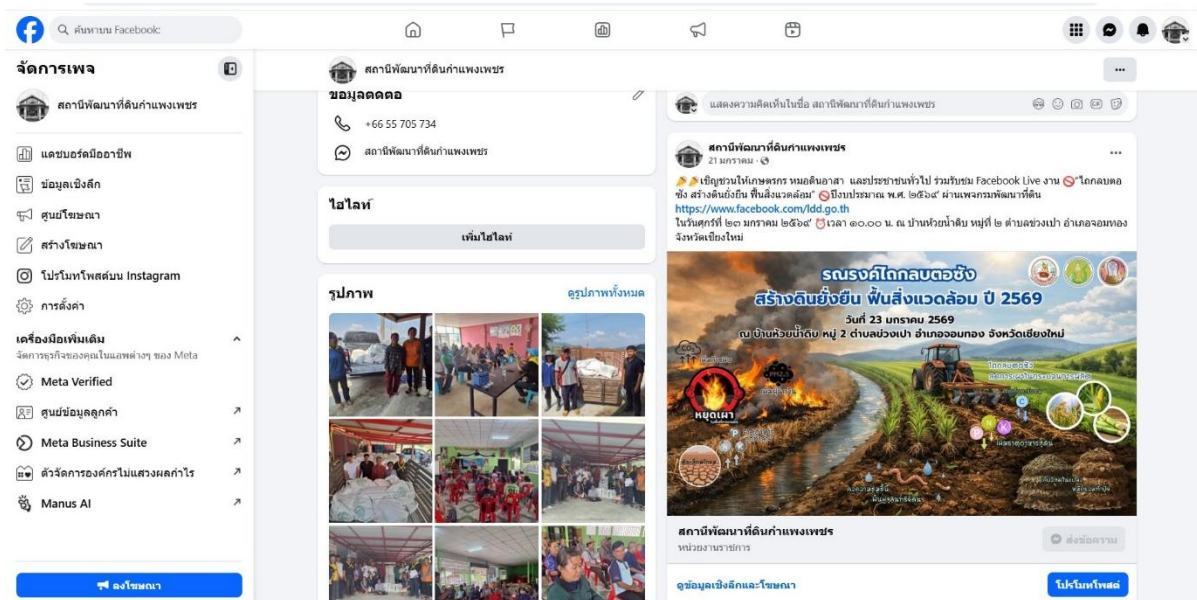 ค้นหาบน Facebook:
จัดการเพจ
สถานีพัฒนาที่ดินกำแพงเพชร
แดชบอร์ดมืออาชีพ
ข้อมูลเชิงลึก
ศูนย์โฆษณา
สร้างโฆษณา
โปรโมทโพสต์บน Instagram
การตั้งค่า
เครื่องมือเพิ่มเติม
จัดการธุรกิจของคุณในแอพต่างๆ ของ Meta
Meta Verified
ศูนย์ข้อมูลลูกค้า
Meta Business Suite
ตัวจัดการองค์กรไม่แสวงผลกำไร
Manus AI
ลงโฆษณา
สถานีพัฒนาที่ดินกำแพงเพชร
ข้อมูลติดต่อ
+66 55 705 734
สถานีพัฒนาที่ดินกำแพงเพชร
ไฮไลท์
เพิ่มไฮไลท์
รูปภาพ
ดูรูปภาพทั้งหมด
แสดงความคิดเห็นในชื่อ สถานีพัฒนาที่ดินกำแพงเพชร
สถานีพัฒนาที่ดินกำแพงเพชร
21 มกราคม ·
เชิญชวนให้เกษตรกร หมอดินอาสา และประชาชนทั่วไป ร่วมรับชม Facebook Live งาน "ไถกลบตอ
ซัง สร้างดินยั่งยืน ฟื้นสิ่งแวดล้อม" ปีงบประมาณ พ.ศ. ๒๕๖๙ ผ่านเพจกรมพัฒนาที่ดิน
https://www.facebook.com/ldd.go.th
ในวันศุกร์ที่ ๒๓ มกราคม ๒๕๖๙ เวลา ๑๐.๐๐ น. ณ บ้านห้วยน้ำดิบ หมู่ที่ ๒ ตำบลข่วงเปา อำเภอจอมทอง
จังหวัดเชียงใหม่
รณรงค์ไถกลบตอซัง
สร้างดินยั่งยืน ฟื้นสิ่งแวดล้อม ปี 2569
วันที่ 23 มกราคม 2569
ณ บ้านห้วยน้ำดิบ หมู่ 2 ตำบลข่วงเปา อำเภอจอมทอง จังหวัดเชียงใหม่
CO₂
PM2.5
ไถกลบตอซัง
หยุดเผา
P
N
K
C
สถานีพัฒนาที่ดินกำแพงเพชร
หน่วยงานราชการ
ส่งข้อความ
ดูข้อมูลเชิงลึกและโฆษณา
โปรโมทโพสต์